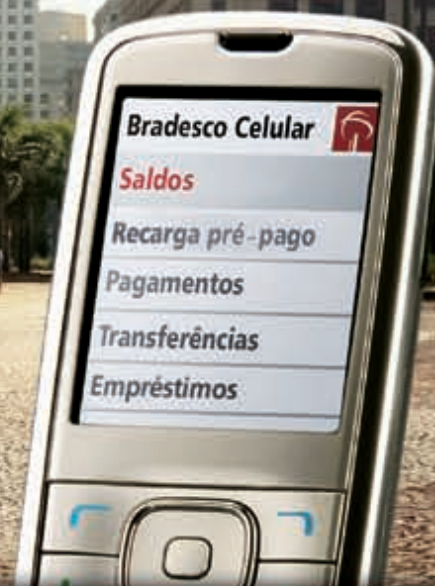 Bradesco Celular
Saldos
Recarga pré-pago
Pagamentos
Transferências
Empréstimos